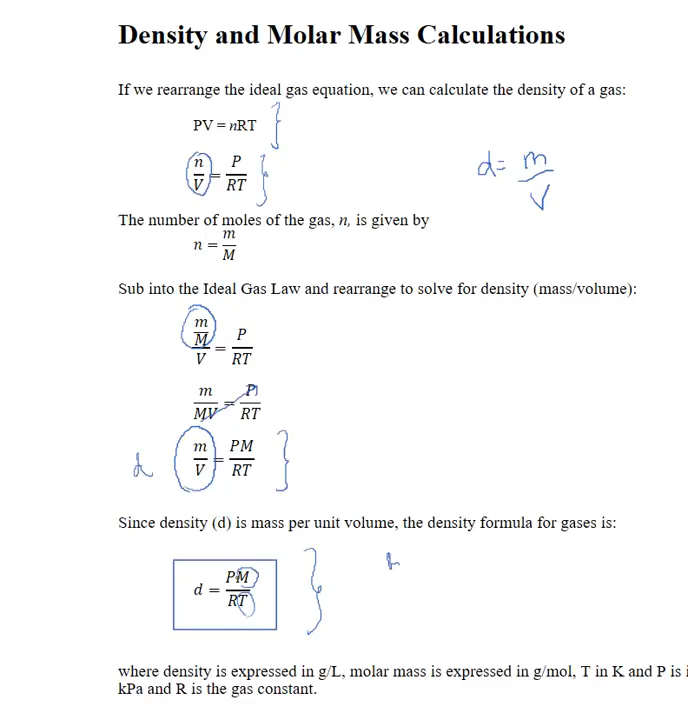 Density and Molar Mass Calculations
If we rearrange the ideal gas equation, we can calculate the density of a gas:
PV = nRT
n/V = P/RT
d = m/V
The number of moles of the gas, n, is given by
n = m/M
Sub into the Ideal Gas Law and rearrange to solve for density (mass/volume):
(m/M)/V = P/RT
m/MV = P/RT
d m/V = PM/RT
Since density (d) is mass per unit volume, the density formula for gases is:
d = PM/RT
where density is expressed in g/L, molar mass is expressed in g/mol, T in K and P is
kPa and R is the gas constant.